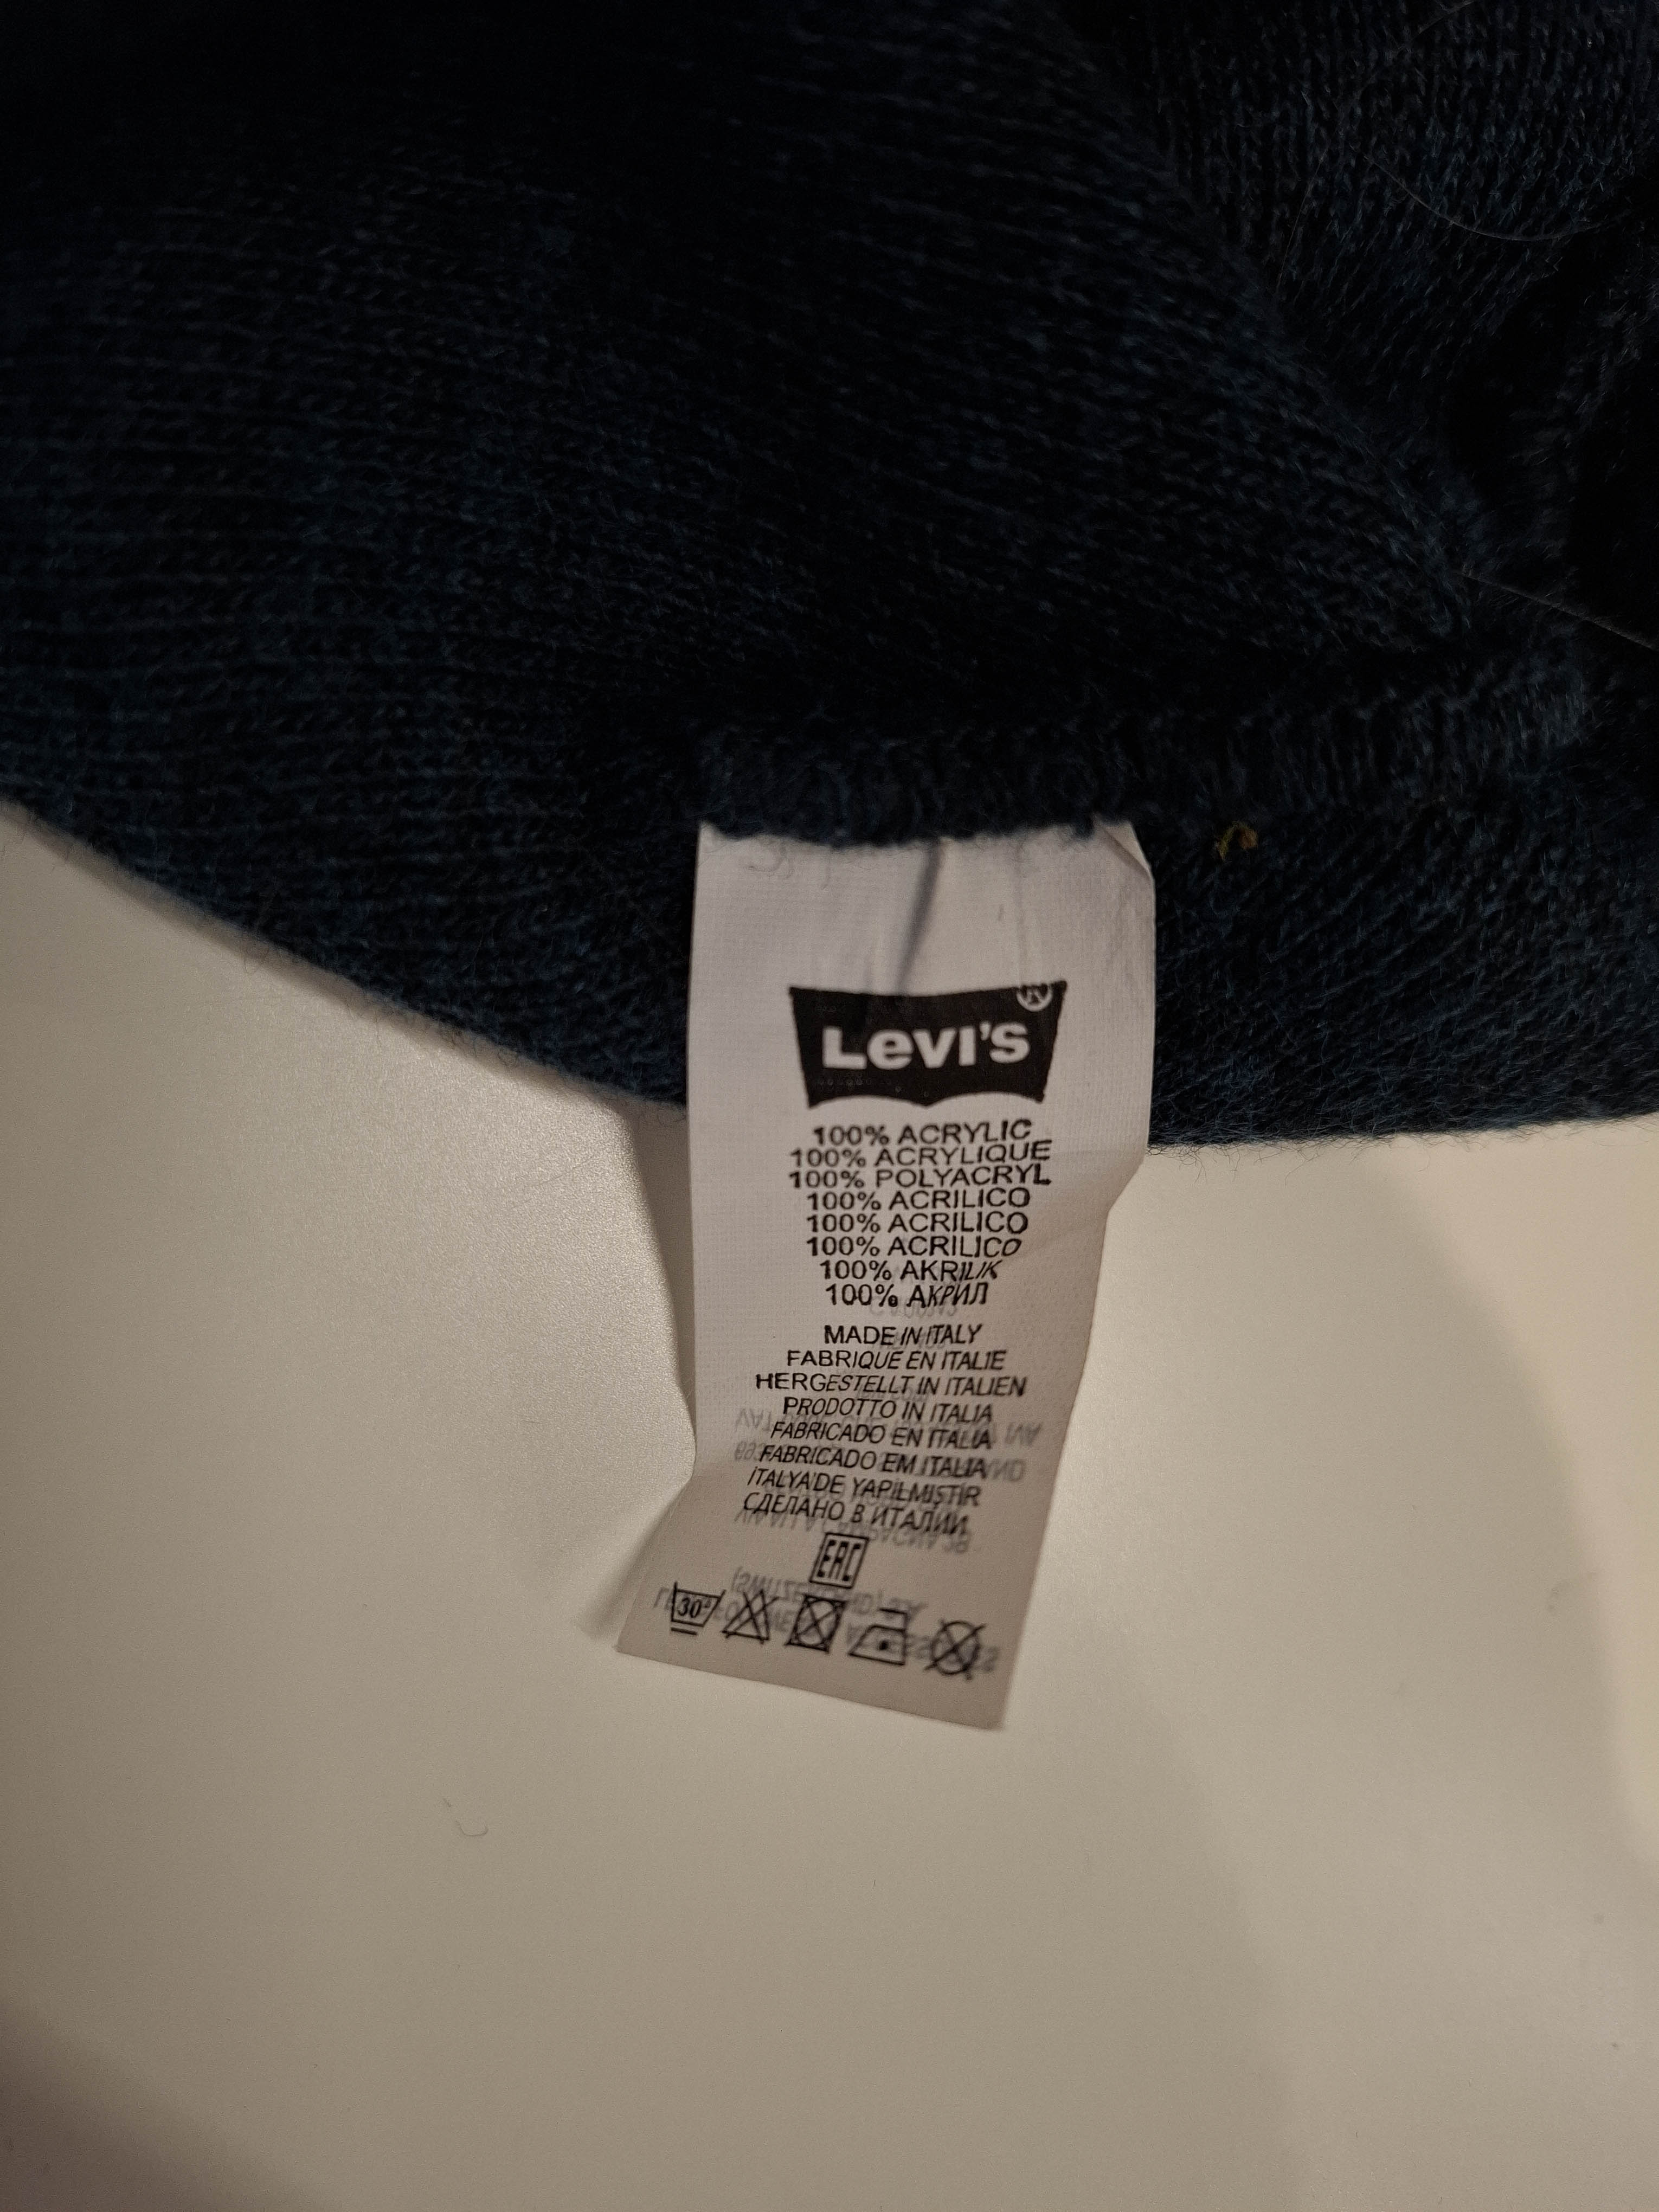 Levi's ®
100% ACRYLIC
100% ACRYLIQUE
100% POLYACRYL
100% ACRILICO
100% ACRILICO
100% ACRILICO
100% AKRILIK
100% АКРИЛ
MADE IN ITALY
FABRIQUE EN ITALIE
HERGESTELLT IN ITALIEN
PRODOTTO IN ITALIA
FABRICADO EN ITALIA
FABRICADO EM ITALIA
ITALYA'DE YAPILMIŞTIR
СДЕЛАНО В ИТАЛИИ
EAC
30°